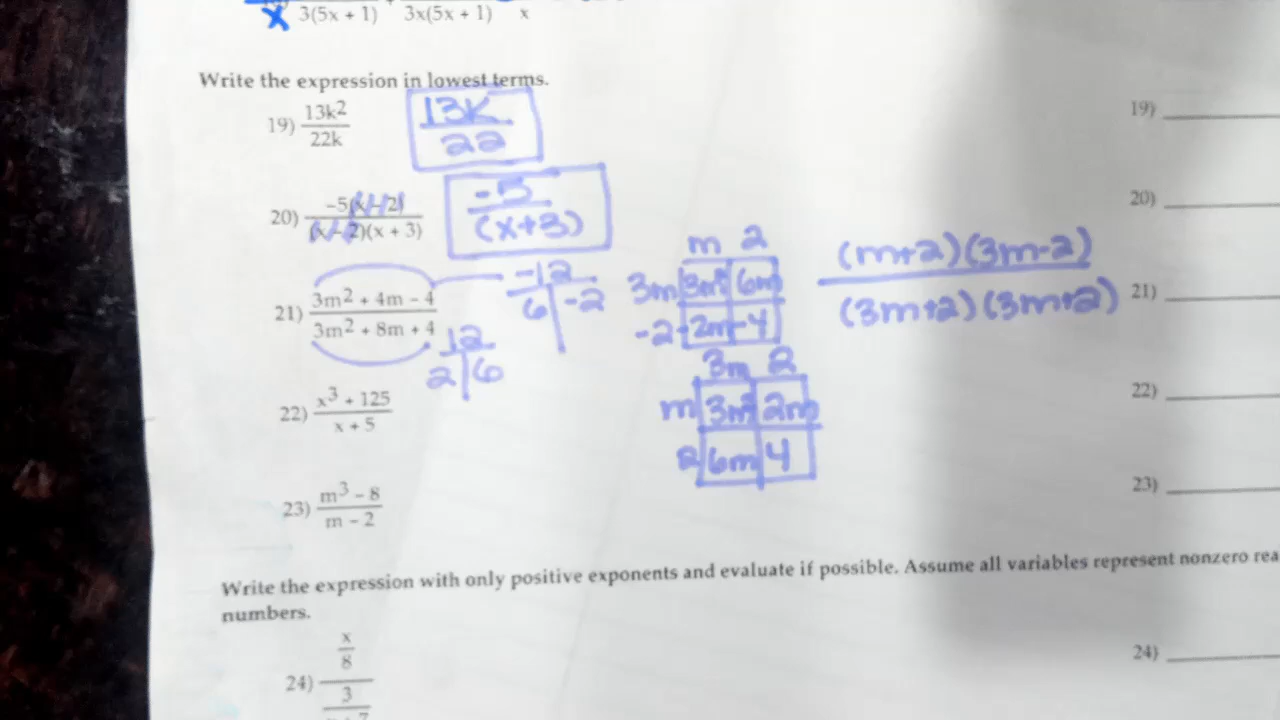 x 3(5x + 1) 3x(5x + 1) x
Write the expression in lowest terms.
19) 13k² / 22k 13k / 22 19)
20) -5(x - 2) / (x - 2)(x + 3) -5 / (x+3) 20)
21) 3m² + 4m - 4 / 3m² + 8m + 4 21)
-12
6 -2
12
2 6
m 2
3m 3m² 6m
-2 -2m -4
3m 2
m 3m² 2m
2 6m 4
(m+2)(3m-2)
(3m+2)(3m+2)
22) x³ + 125 / x + 5 22)
23) m³ - 8 / m - 2 23)
Write the expression with only positive exponents and evaluate if possible. Assume all variables represent nonzero rea
numbers.
24) x / 8 24)
3